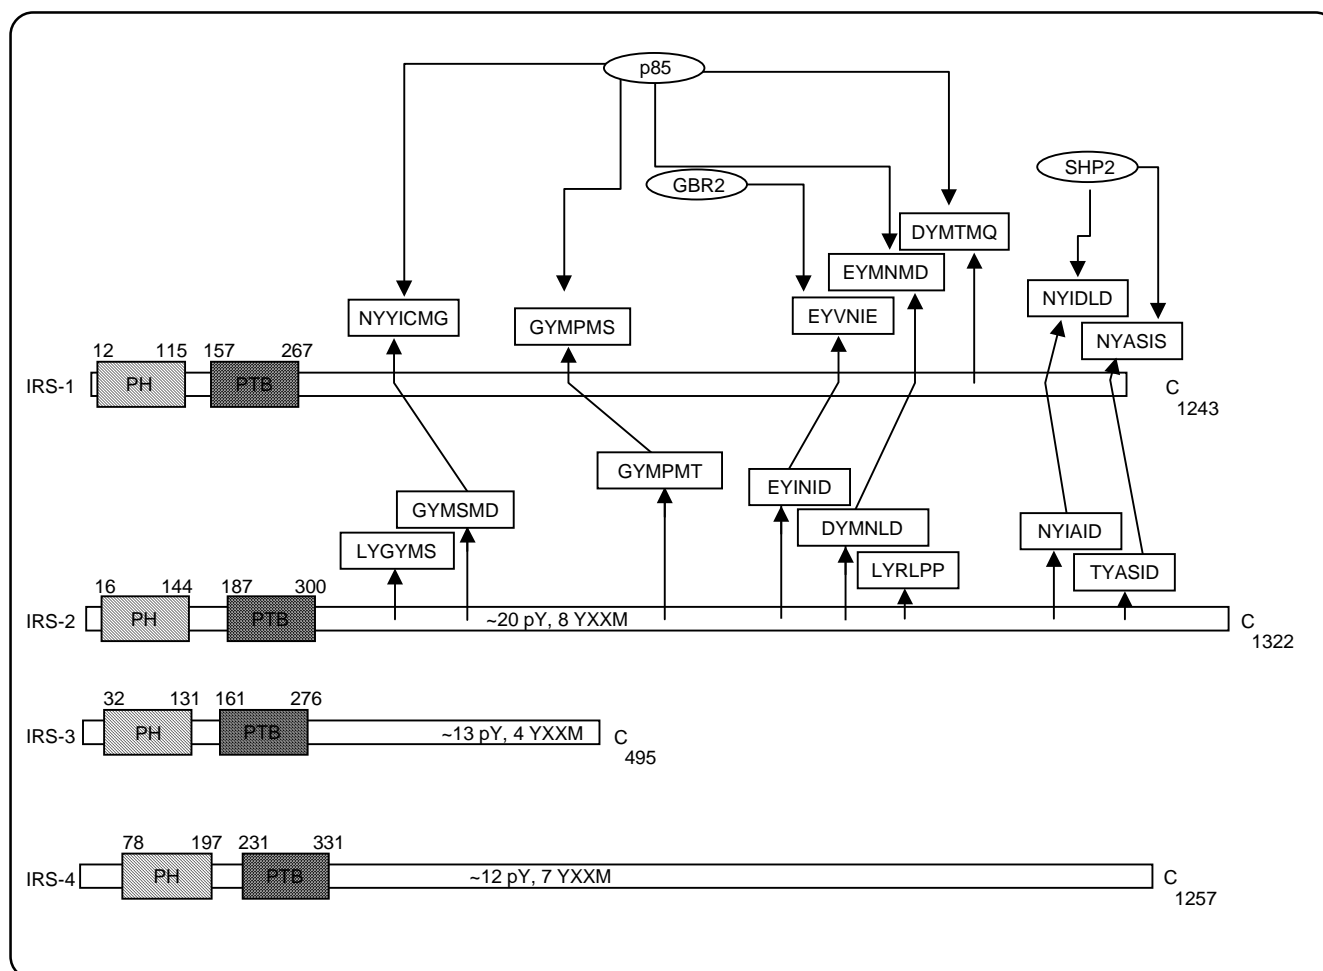 p85
SHP2
GBR2
DYMTMQ
EYMNMD
NYIDLD
NYYICMG
GYMPMS
EYVNIE
NYASIS
12 115 157 267
IRS-1 PH PTB C
1243
GYMPMT
EYINID
GYMSMD
DYMNLD
NYIAID
LYGYMS
LYRLPP
TYASID
16 144 187 300
IRS-2 PH PTB ~20 pY, 8 YXXM C
1322
32 131 161 276
IRS-3 PH PTB ~13 pY, 4 YXXM C
495
78 197 231 331
IRS-4 PH PTB ~12 pY, 7 YXXM C
1257